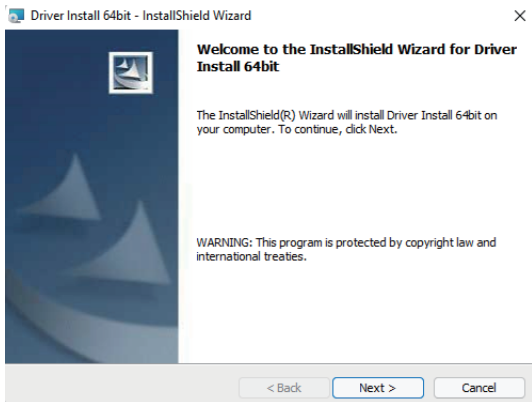 Driver Install 64bit - InstallShield Wizard
Welcome to the InstallShield Wizard for Driver
Install 64bit
The InstallShield(R) Wizard will install Driver Install 64bit on
your computer. To continue, click Next.
WARNING: This program is protected by copyright law and
international treaties.
< Back Next > Cancel